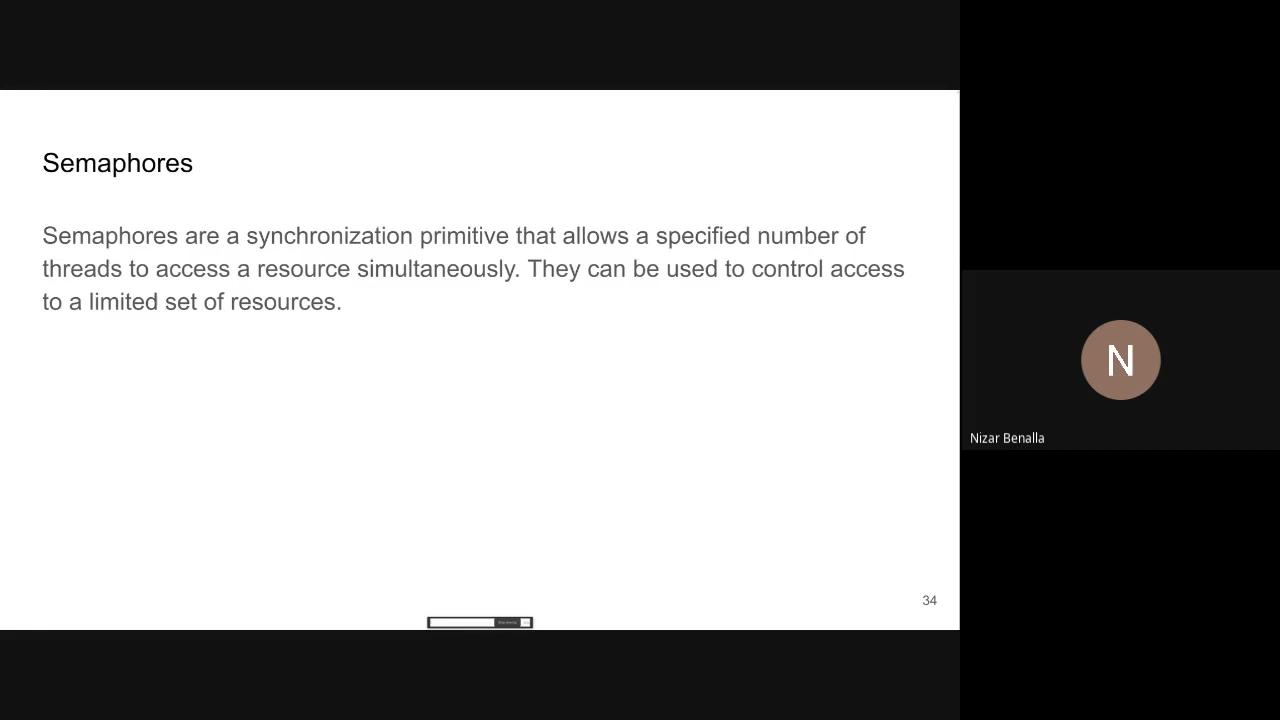 Semaphores
Semaphores are a synchronization primitive that allows a specified number of
threads to access a resource simultaneously. They can be used to control access
to a limited set of resources.
34
N
Nizar Benalla